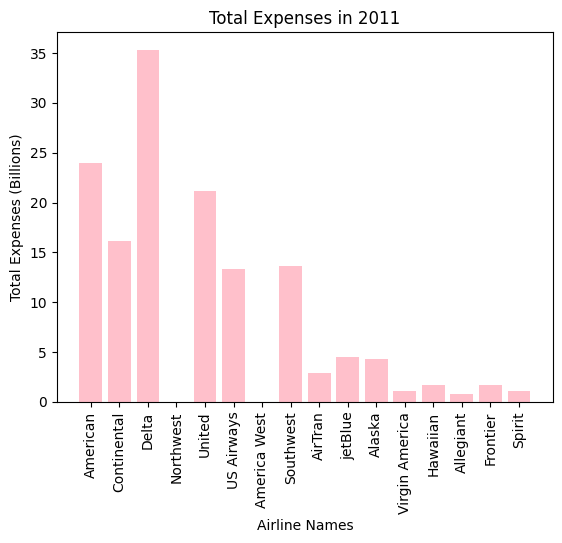 Total Expenses in 2011
Total Expenses (Billions)
35
30
25
20
15
10
5
0
American
Continental
Delta
Northwest
United
US Airways
America West
Southwest
AirTran
jetBlue
Alaska
Virgin America
Hawaiian
Allegiant
Frontier
Spirit
Airline Names